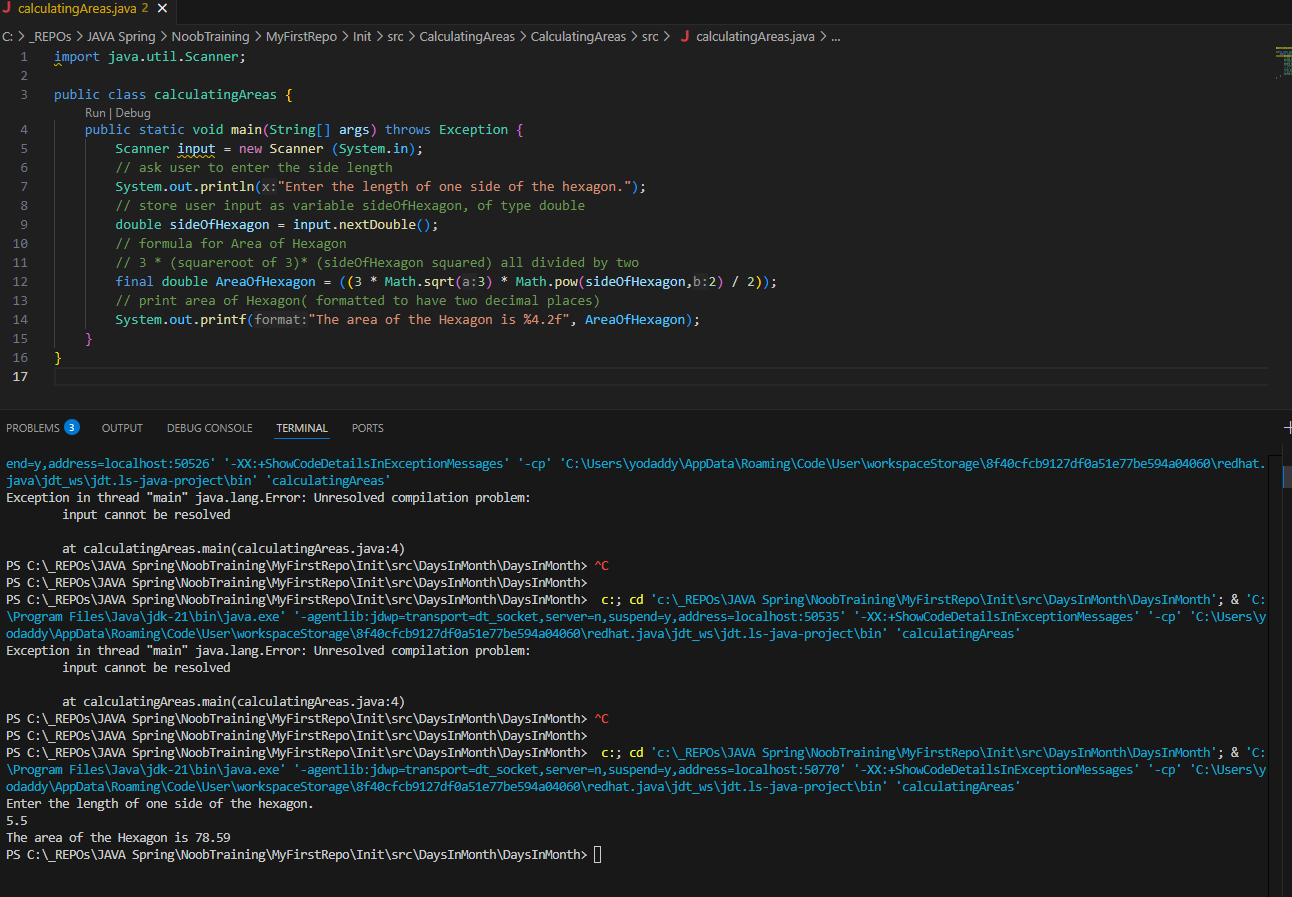 J calculatingAreas.java 2 ×
C: > _REPOs > JAVA Spring > NoobTraining > MyFirstRepo > Init > src > CalculatingAreas > CalculatingAreas > src > J calculatingAreas.java > ...
1 import java.util.Scanner;
2
3 public class calculatingAreas {
Run | Debug
4 public static void main(String[] args) throws Exception {
5 Scanner input = new Scanner (System.in);
6 // ask user to enter the side length
7 System.out.println(x:"Enter the length of one side of the hexagon.");
8 // store user input as variable sideOfHexagon, of type double
9 double sideOfHexagon = input.nextDouble();
10 // formula for Area of Hexagon
11 // 3 * (squareroot of 3)* (sideOfHexagon squared) all divided by two
12 final double AreaOfHexagon = ((3 * Math.sqrt(a:3) * Math.pow(sideOfHexagon,b:2) / 2));
13 // print area of Hexagon( formatted to have two decimal places)
14 System.out.printf(format:"The area of the Hexagon is %4.2f", AreaOfHexagon);
15 }
16 }
17
PROBLEMS 3 OUTPUT DEBUG CONSOLE TERMINAL PORTS +
end=y,address=localhost:50526' '-XX:+ShowCodeDetailsInExceptionMessages' '-cp' 'C:\Users\yodaddy\AppData\Roaming\Code\User\workspaceStorage\8f40cfcb9127df0a51e77be594a04060\redhat.
java\jdt_ws\jdt.ls-java-project\bin' 'calculatingAreas'
Exception in thread "main" java.lang.Error: Unresolved compilation problem:
input cannot be resolved
at calculatingAreas.main(calculatingAreas.java:4)
PS C:\_REPOs\JAVA Spring\NoobTraining\MyFirstRepo\Init\src\DaysInMonth\DaysInMonth> ^C
PS C:\_REPOs\JAVA Spring\NoobTraining\MyFirstRepo\Init\src\DaysInMonth\DaysInMonth>
PS C:\_REPOs\JAVA Spring\NoobTraining\MyFirstRepo\Init\src\DaysInMonth\DaysInMonth> c:; cd 'c:\_REPOs\JAVA Spring\NoobTraining\MyFirstRepo\Init\src\DaysInMonth\DaysInMonth'; & 'C:
\Program Files\Java\jdk-21\bin\java.exe' '-agentlib:jdwp=transport=dt_socket,server=n,suspend=y,address=localhost:50535' '-XX:+ShowCodeDetailsInExceptionMessages' '-cp' 'C:\Users\y
odaddy\AppData\Roaming\Code\User\workspaceStorage\8f40cfcb9127df0a51e77be594a04060\redhat.java\jdt_ws\jdt.ls-java-project\bin' 'calculatingAreas'
Exception in thread "main" java.lang.Error: Unresolved compilation problem:
input cannot be resolved
at calculatingAreas.main(calculatingAreas.java:4)
PS C:\_REPOs\JAVA Spring\NoobTraining\MyFirstRepo\Init\src\DaysInMonth\DaysInMonth> ^C
PS C:\_REPOs\JAVA Spring\NoobTraining\MyFirstRepo\Init\src\DaysInMonth\DaysInMonth>
PS C:\_REPOs\JAVA Spring\NoobTraining\MyFirstRepo\Init\src\DaysInMonth\DaysInMonth> c:; cd 'c:\_REPOs\JAVA Spring\NoobTraining\MyFirstRepo\Init\src\DaysInMonth\DaysInMonth'; & 'C:
\Program Files\Java\jdk-21\bin\java.exe' '-agentlib:jdwp=transport=dt_socket,server=n,suspend=y,address=localhost:50770' '-XX:+ShowCodeDetailsInExceptionMessages' '-cp' 'C:\Users\y
odaddy\AppData\Roaming\Code\User\workspaceStorage\8f40cfcb9127df0a51e77be594a04060\redhat.java\jdt_ws\jdt.ls-java-project\bin' 'calculatingAreas'
Enter the length of one side of the hexagon.
5.5
The area of the Hexagon is 78.59
PS C:\_REPOs\JAVA Spring\NoobTraining\MyFirstRepo\Init\src\DaysInMonth\DaysInMonth>